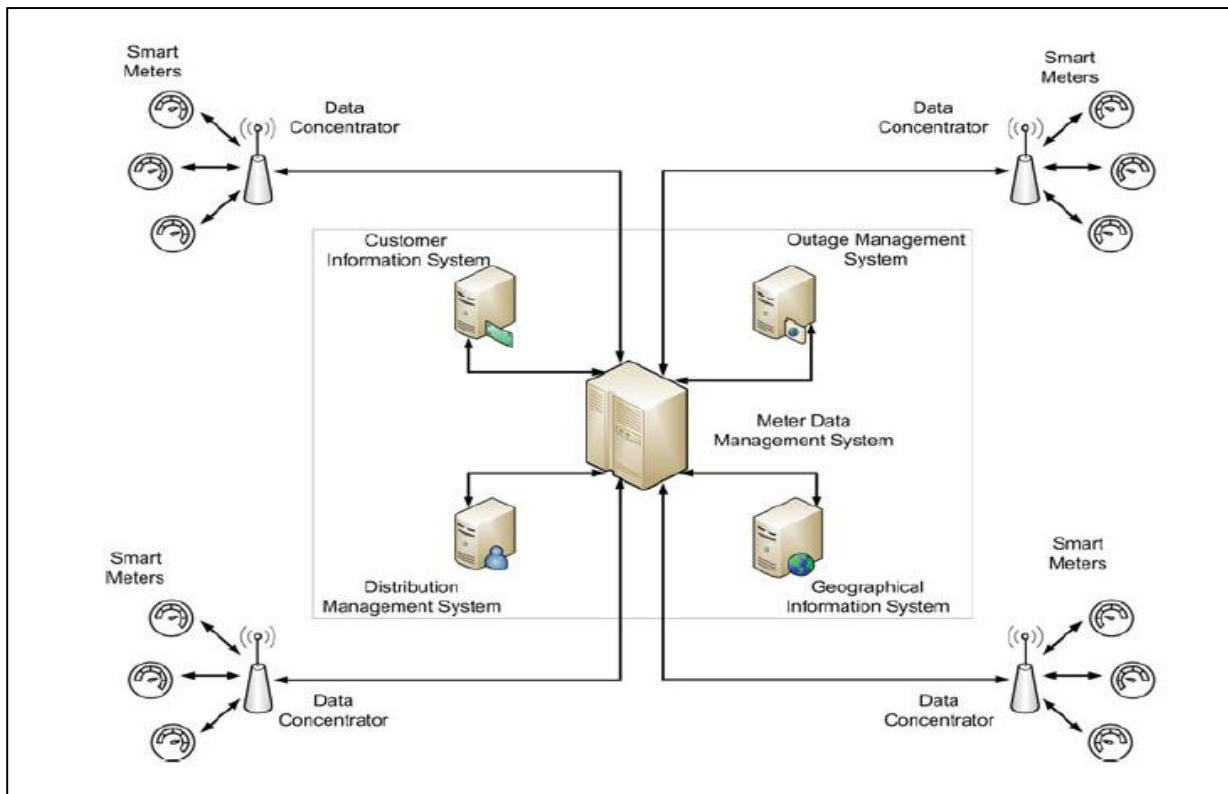 Smart
Meters
Data
Concentrator
Smart
Meters
Data
Concentrator
Customer
Information System
Outage Management
System
Meter Data
Management System
Distribution
Management System
Geographical
Information System
Smart
Meters
Data
Concentrator
Smart
Meters
Data
Concentrator